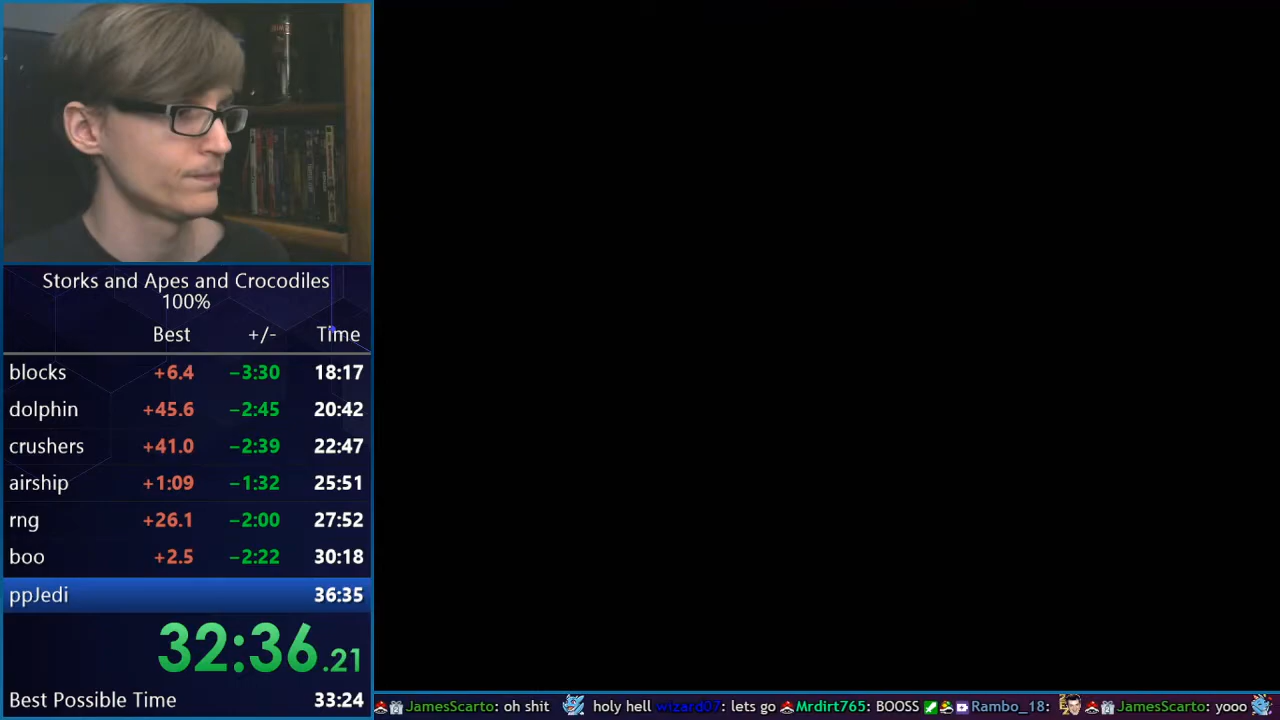 Storks and Apes and Crocodiles
100%
Best +/- Time
blocks +6.4 −3:30 18:17
dolphin +45.6 −2:45 20:42
crushers +41.0 −2:39 22:47
airship +1:09 −1:32 25:51
rng +26.1 −2:00 27:52
boo +2.5 −2:22 30:18
ppJedi 36:35
32:36.21
Best Possible Time 33:24
JamesScarto: oh shit holy hell wizard07: lets go Mrdirt765: BOOSS Rambo_18: JamesScarto: yooo